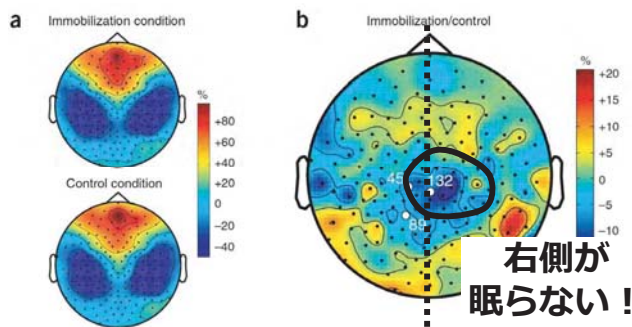 a
Immobilization condition
%
+80
+60
+40
+20
0
−20
−40
Control condition
b
Immobilization/control
%
+20
+15
+10
+5
0
−5
−10
45
132
89
右側が
眠らない！